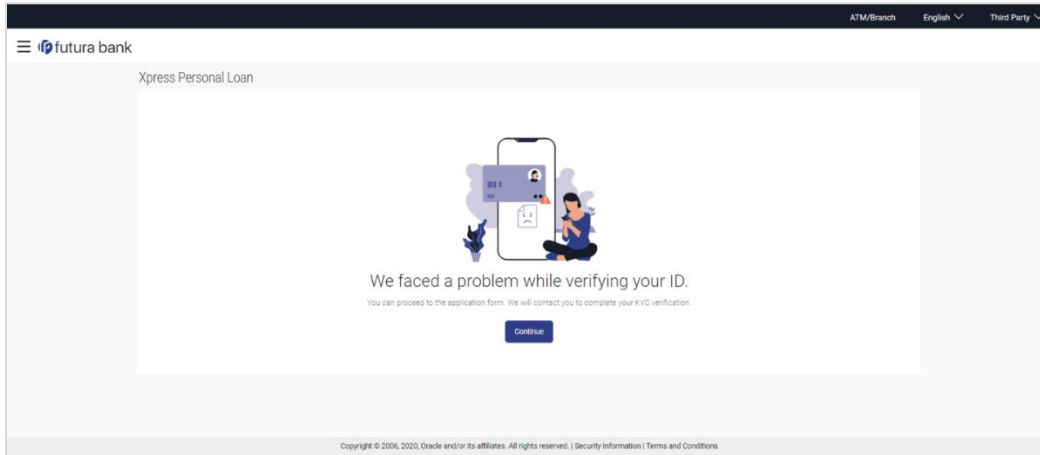 ATM/Branch English Third Party
futura bank
Xpress Personal Loan
We faced a problem while verifying your ID.
You can proceed to the application form. We will contact you to complete your KYC verification.
Continue
Copyright © 2006, 2020, Oracle and/or its affiliates. All rights reserved. | Security Information | Terms and Conditions